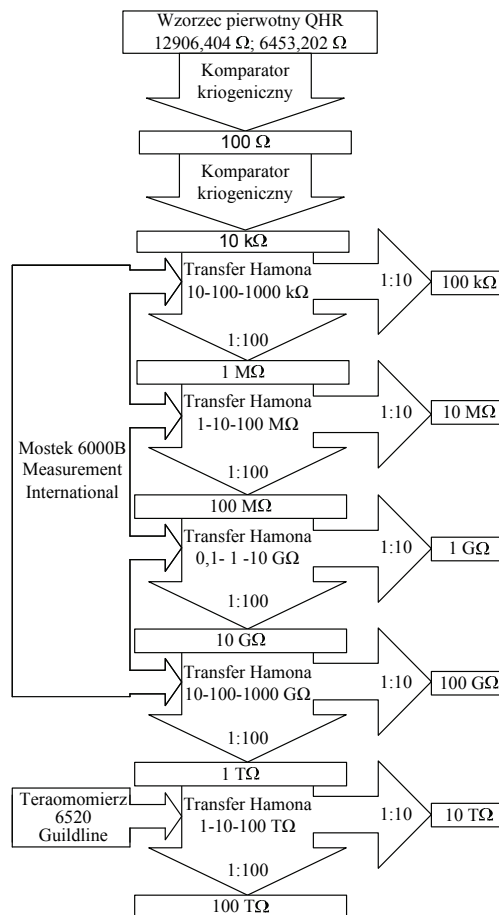 Wzorzec pierwotny QHR
12906,404 Ω; 6453,202 Ω
Komparator
kriogeniczny
100 Ω
Komparator
kriogeniczny
10 kΩ
Transfer Hamona
10-100-1000 kΩ
1:10
100 kΩ
1:100
1 MΩ
Transfer Hamona
1-10-100 MΩ
1:10
10 MΩ
Mostek 6000B
Measurement
International
1:100
100 MΩ
Transfer Hamona
0,1- 1 -10 GΩ
1:10
1 GΩ
1:100
10 GΩ
Transfer Hamona
10-100-1000 GΩ
1:10
100 GΩ
1:100
1 TΩ
Teraomomierz
6520
Guildline
Transfer Hamona
1-10-100 TΩ
1:10
10 TΩ
1:100
100 TΩ